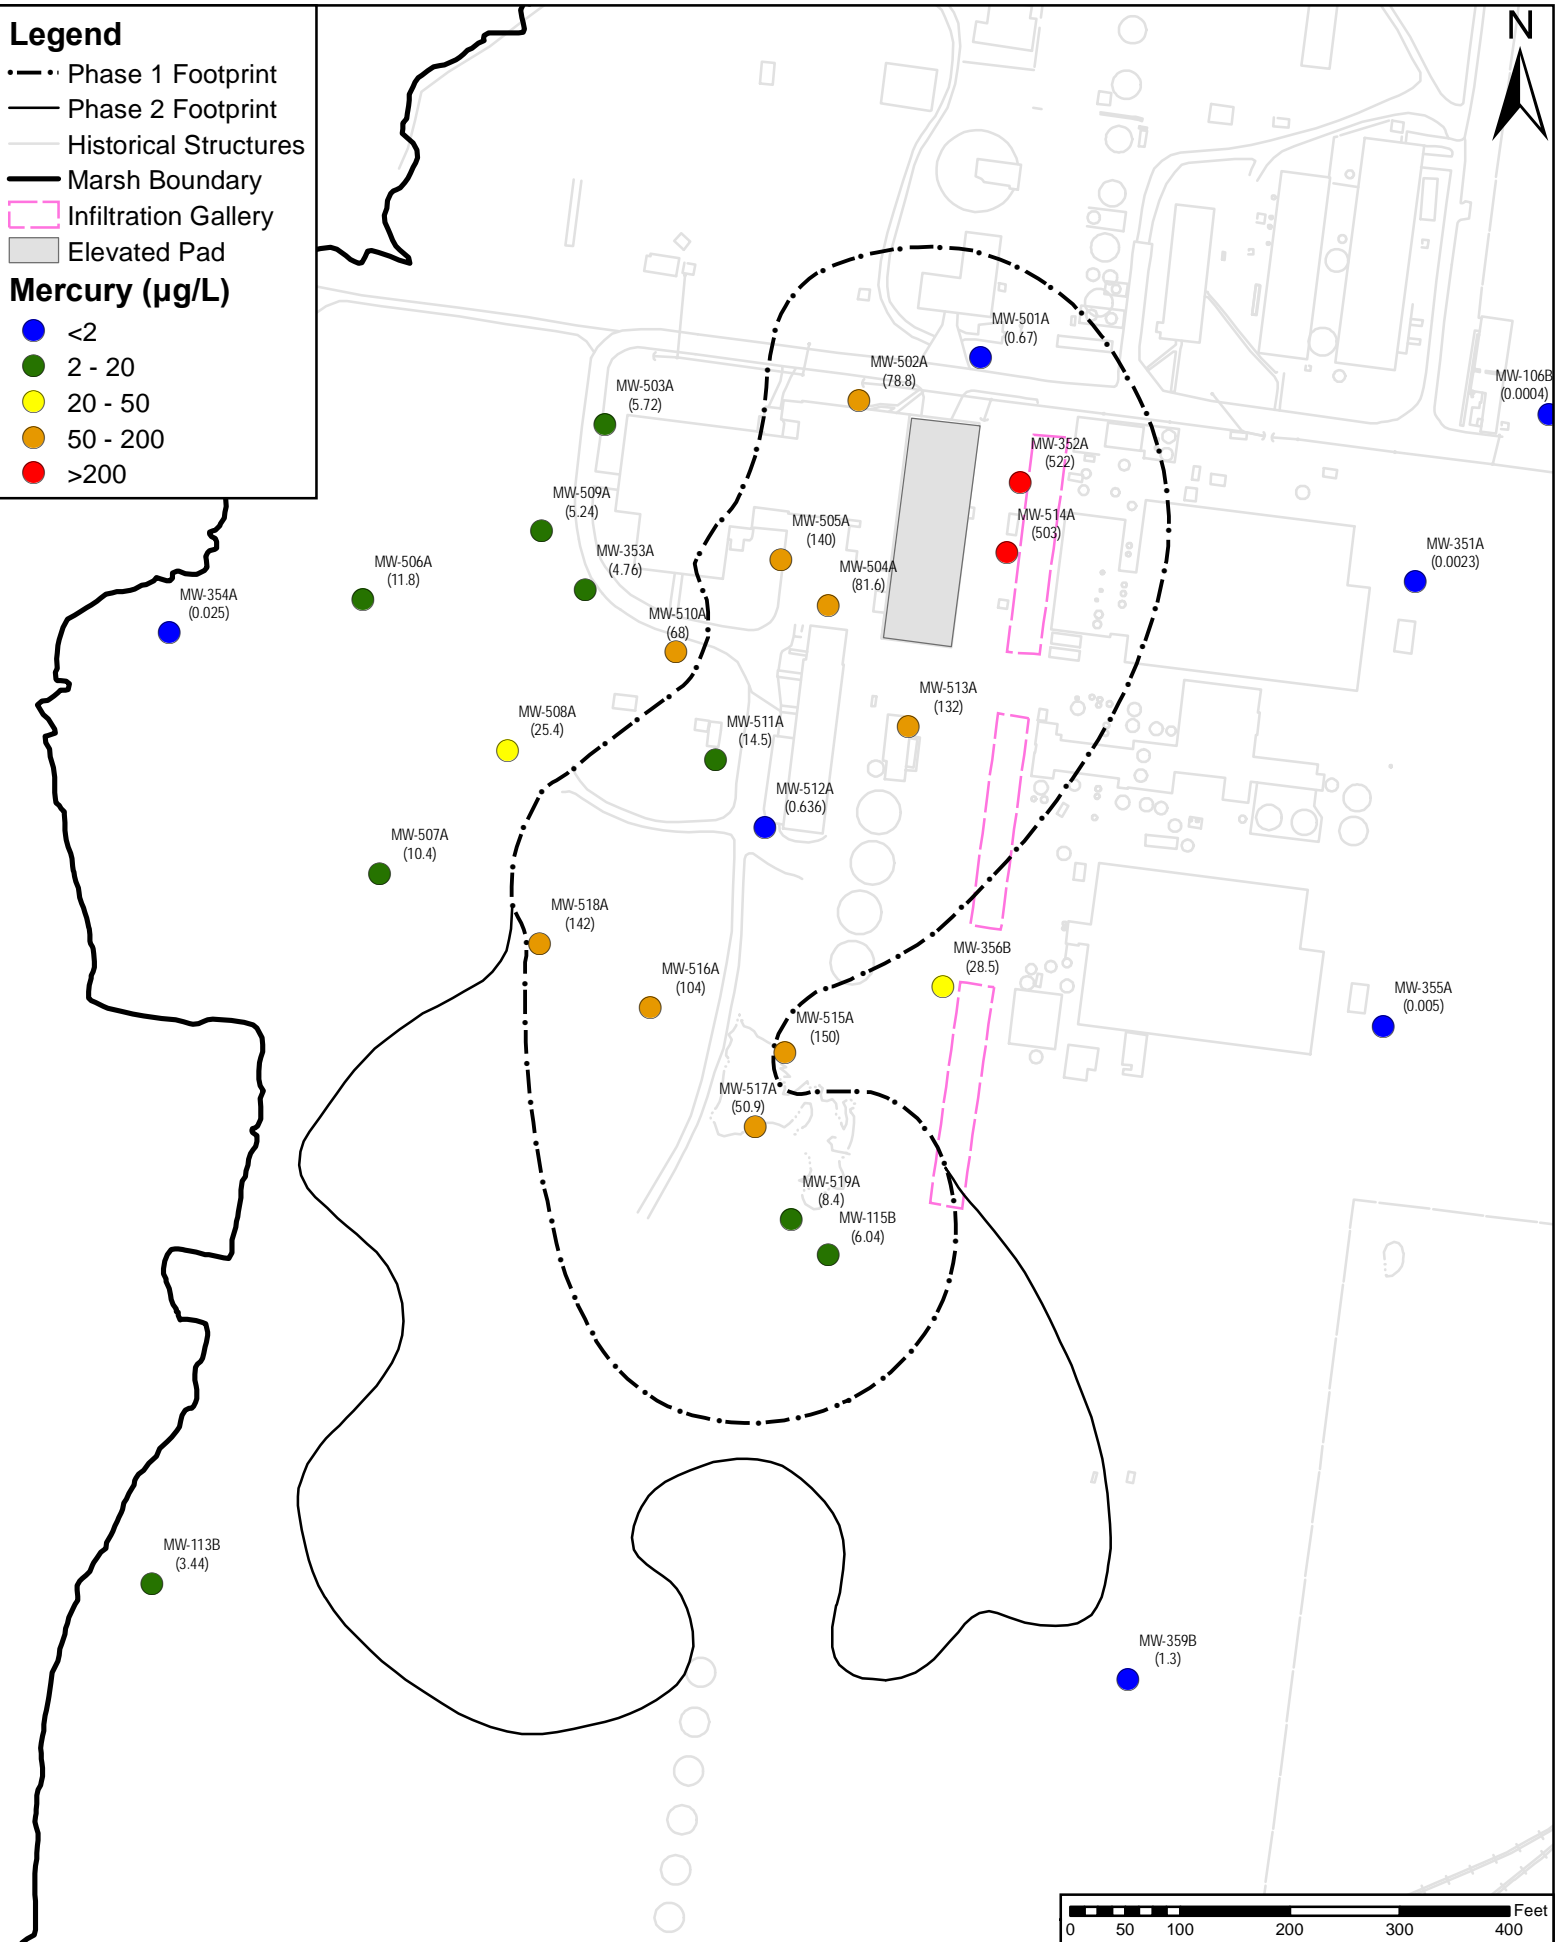 Legend
Phase 1 Footprint
Phase 2 Footprint
Historical Structures
Marsh Boundary
Infiltration Gallery
Elevated Pad
Mercury (µg/L)
<2
2 - 20
20 - 50
50 - 200
>200
N
MW-501A
(0.67)
MW-502A
(78.8)
MW-106B
(0.0004)
MW-503A
(5.72)
MW-352A
(522)
MW-509A
(5.24)
MW-514A
(503)
MW-505A
(140)
MW-351A
(0.0023)
MW-353A
(4.76)
MW-506A
(11.8)
MW-504A
(81.6)
MW-354A
(0.025)
MW-510A
(68)
MW-513A
(132)
MW-508A
(25.4)
MW-511A
(14.5)
MW-512A
(0.636)
MW-507A
(10.4)
MW-518A
(142)
MW-356B
(28.5)
MW-516A
(104)
MW-355A
(0.005)
MW-515A
(150)
MW-517A
(50.9)
MW-519A
(8.4)
MW-115B
(6.04)
MW-113B
(3.44)
MW-359B
(1.3)
Feet
0 50 100 200 300 400